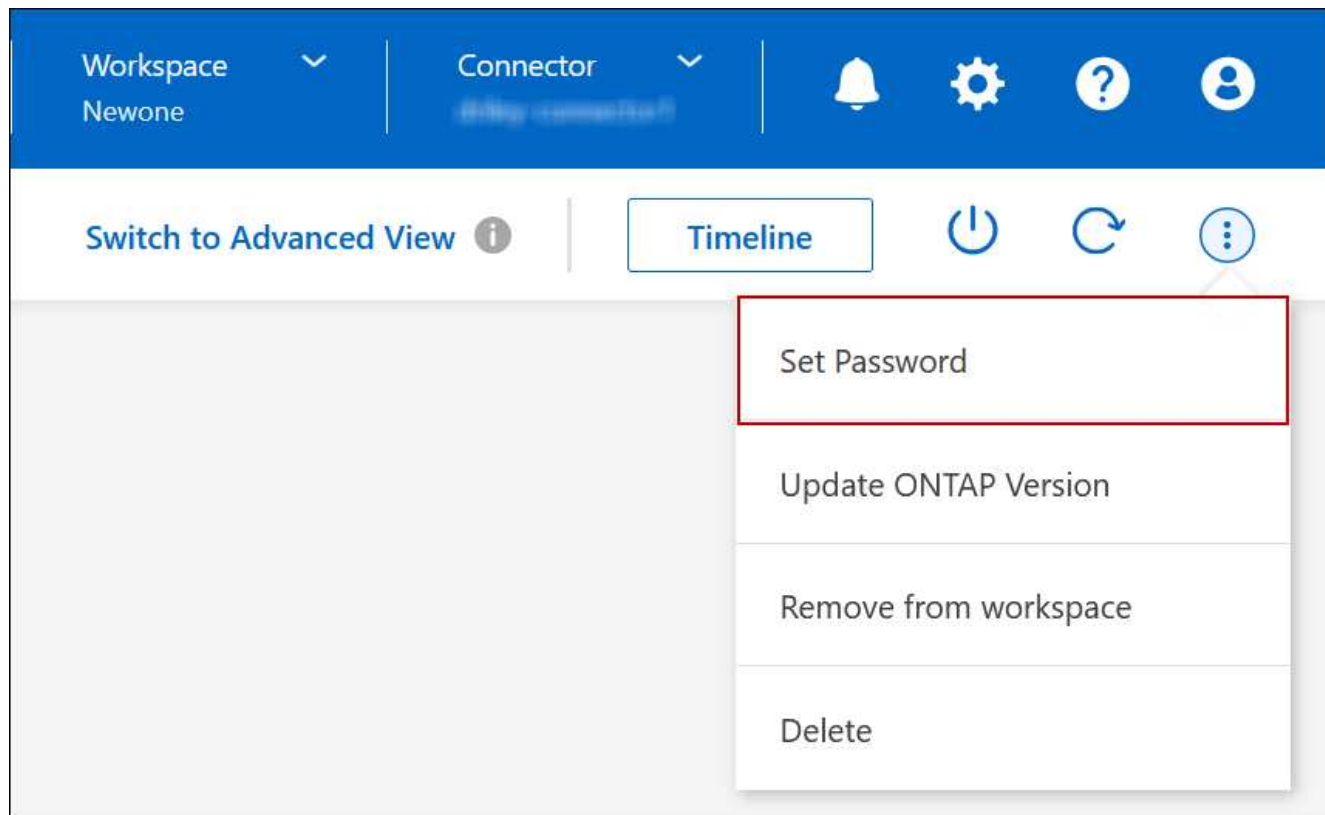 Workspace
Newone
Connector
Switch to Advanced View
Timeline
Set Password
Update ONTAP Version
Remove from workspace
Delete